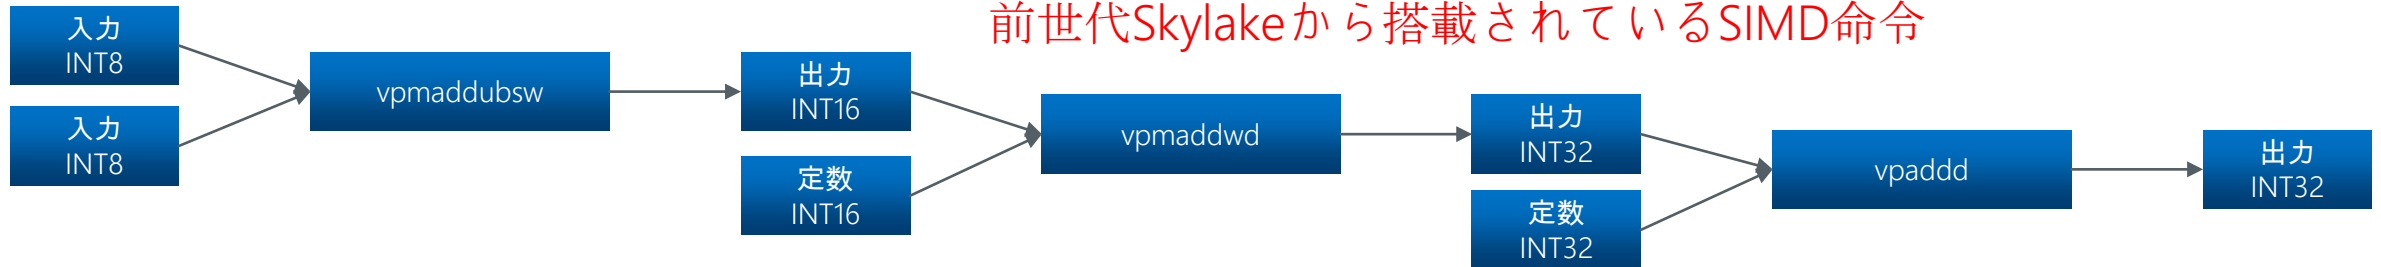 前世代Skylakeから搭載されているSIMD命令
入力
INT8
入力
INT8
vpmaddubsw
出力
INT16
定数
INT16
vpmaddwd
出力
INT32
定数
INT32
vpaddd
出力
INT32